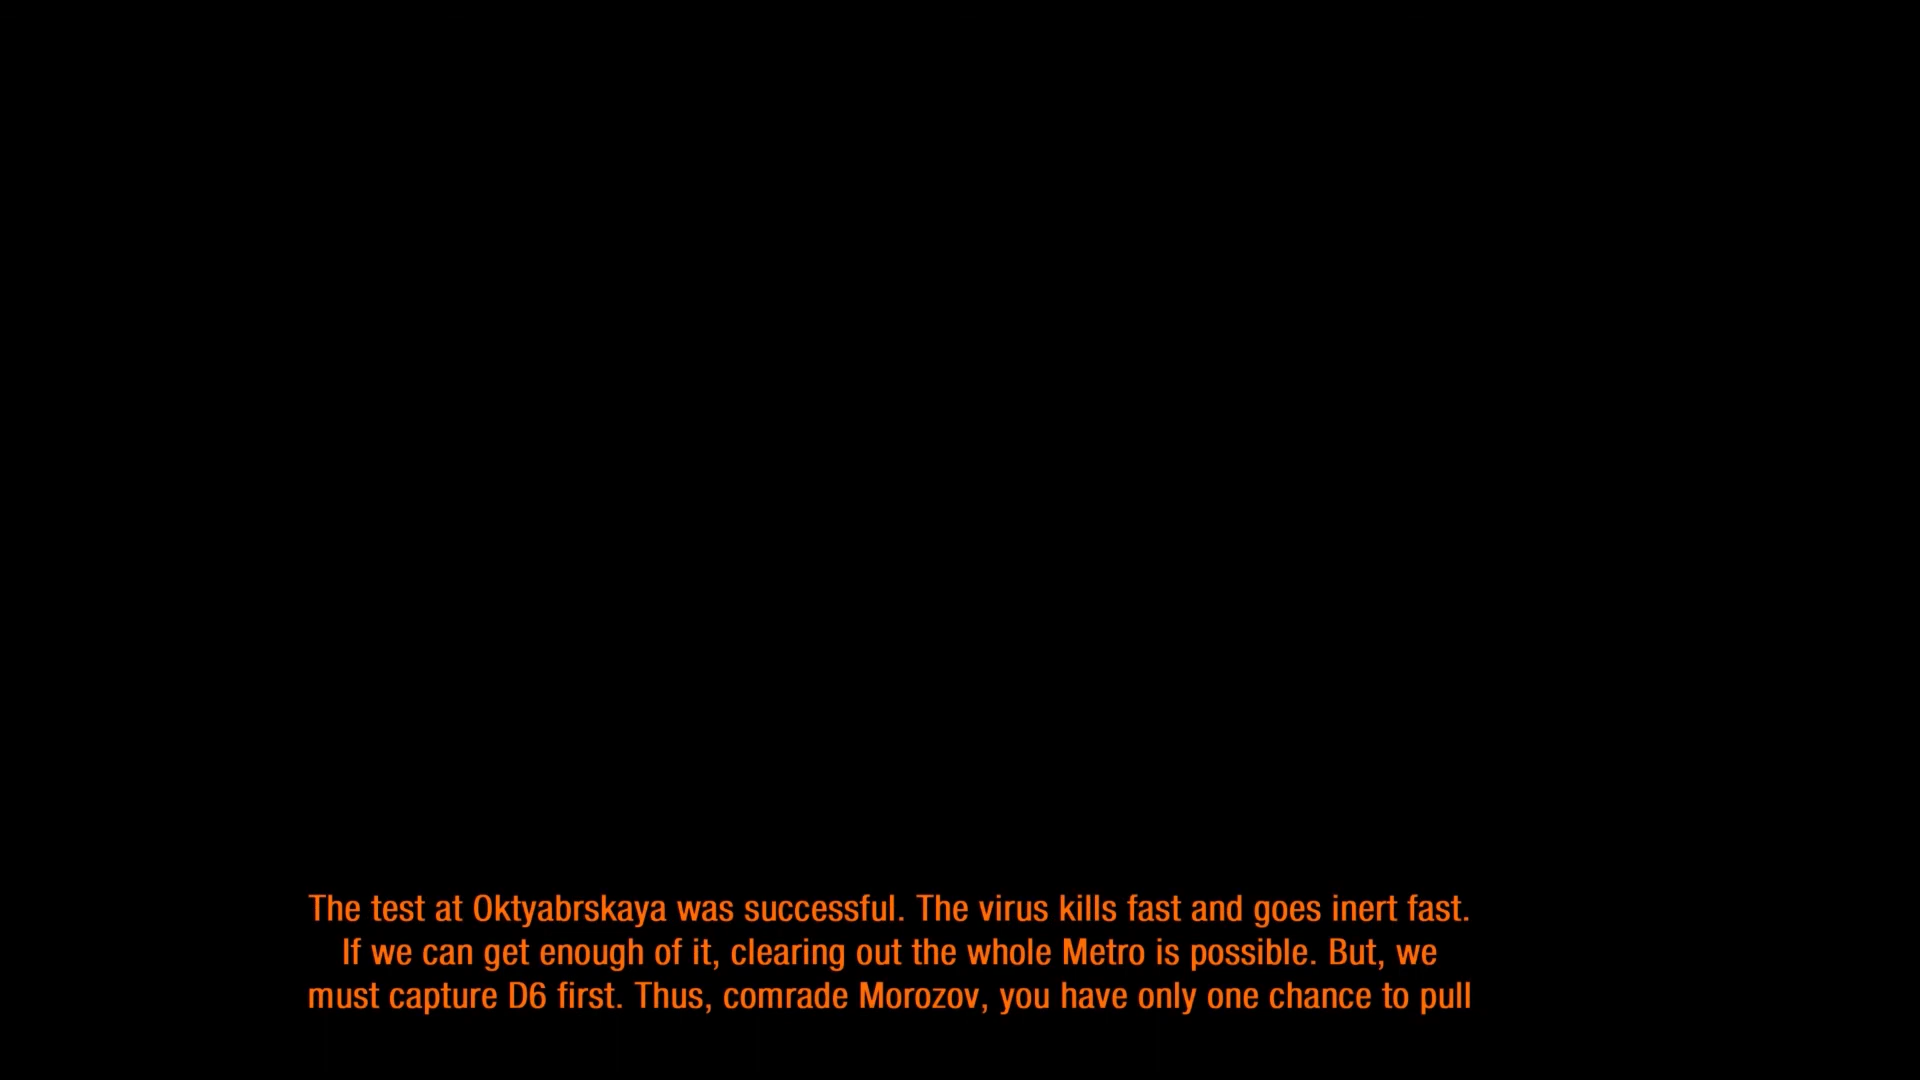 The test at Oktyabrskaya was successful. The virus kills fast and goes inert fast.
If we can get enough of it, clearing out the whole Metro is possible. But, we
must capture D6 first. Thus, comrade Morozov, you have only one chance to pull